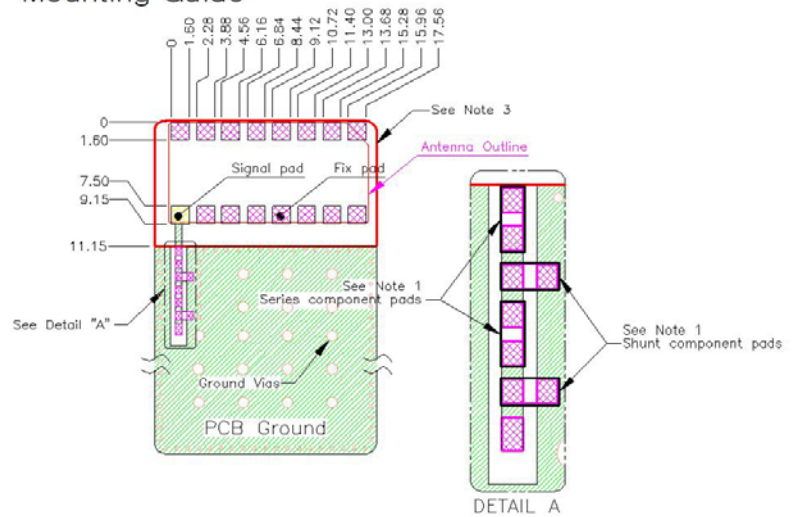 Mounting Guide
0
1.60
2.28
3.88
4.56
6.16
6.84
8.44
9.12
10.72
11.40
13.00
13.68
15.28
15.96
17.56
0
1.60
7.50
9.15
11.15
See Note 3
Antenna Outline
Signal pad
Fix pad
See Detail "A"
Ground Vias
PCB Ground
See Note 1
Series component pads
See Note 1
Shunt component pads
DETAIL A